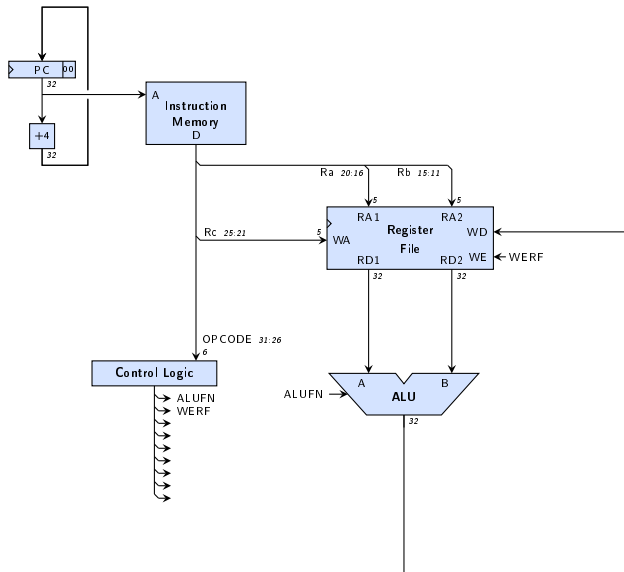 PC 00
32
A
Instruction
Memory
D
+4
32
Ra 20:16 Rb 15:11
5 5
RA1 RA2
Rc 25:21 5 WA Register WD
File
RD1 RD2 WE WERF
32 32
OPCODE 31:26
6
Control Logic
ALUFN
WERF
A B
ALUFN ALU
32